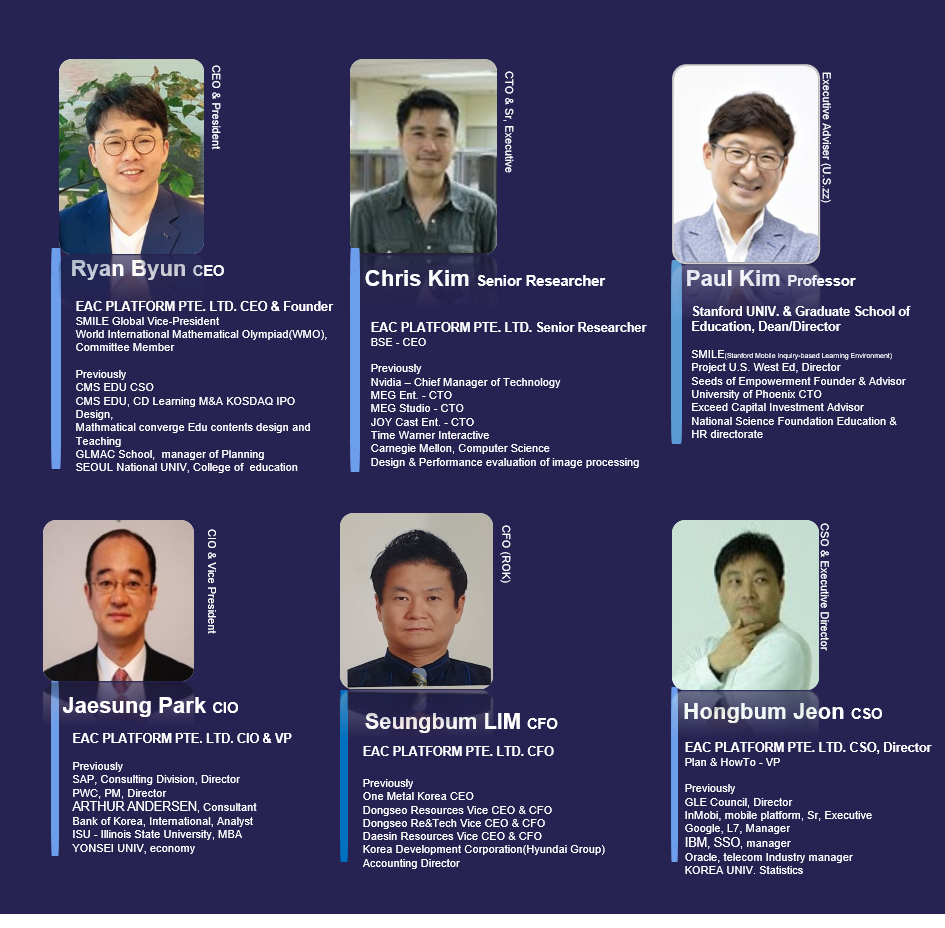 CEO & President
Ryan Byun CEO
EAC PLATFORM PTE. LTD. CEO & Founder
SMILE Global Vice-President
World International Mathematical Olympiad(WMO),
Committee Member
Previously
CMS EDU CSO
CMS EDU, CD Learning M&A KOSDAQ IPO
Design,
Mathmatical converge Edu contents design and
Teaching
GLMAC School, manager of Planning
SEOUL National UNIV, College of education
CTO & Sr, Executive
Chris Kim Senior Researcher
EAC PLATFORM PTE. LTD. Senior Researcher
BSE - CEO
Previously
Nvidia – Chief Manager of Technology
MEG Ent. - CTO
MEG Studio - CTO
JOY Cast Ent. - CTO
Time Warner Interactive
Carnegie Mellon, Computer Science
Design & Performance evaluation of image processing
Executive Adviser (U.S.zz)
Paul Kim Professor
Stanford UNIV. & Graduate School of
Education, Dean/Director
SMILE(Stanford Mobile Inquiry-based Learning Environment)
Project U.S. West Ed, Director
Seeds of Empowerment Founder & Advisor
University of Phoenix CTO
Exceed Capital Investment Advisor
National Science Foundation Education &
HR directorate
CIO & Vice President
Jaesung Park CIO
EAC PLATFORM PTE. LTD. CIO & VP
Previously
SAP, Consulting Division, Director
PWC, PM, Director
ARTHUR ANDERSEN, Consultant
Bank of Korea, International, Analyst
ISU - Illinois State University, MBA
YONSEI UNIV, economy
CFO (ROK)
Seungbum LIM CFO
EAC PLATFORM PTE. LTD. CFO
Previously
One Metal Korea CEO
Dongseo Resources Vice CEO & CFO
Dongseo Re&Tech Vice CEO & CFO
Daesin Resources Vice CEO & CFO
Korea Development Corporation(Hyundai Group)
Accounting Director
CSO & Executive Director
Hongbum Jeon CSO
EAC PLATFORM PTE. LTD. CSO, Director
Plan & HowTo - VP
Previously
GLE Council, Director
InMobi, mobile platform, Sr, Executive
Google, L7, Manager
IBM, SSO, manager
Oracle, telecom Industry manager
KOREA UNIV. Statistics